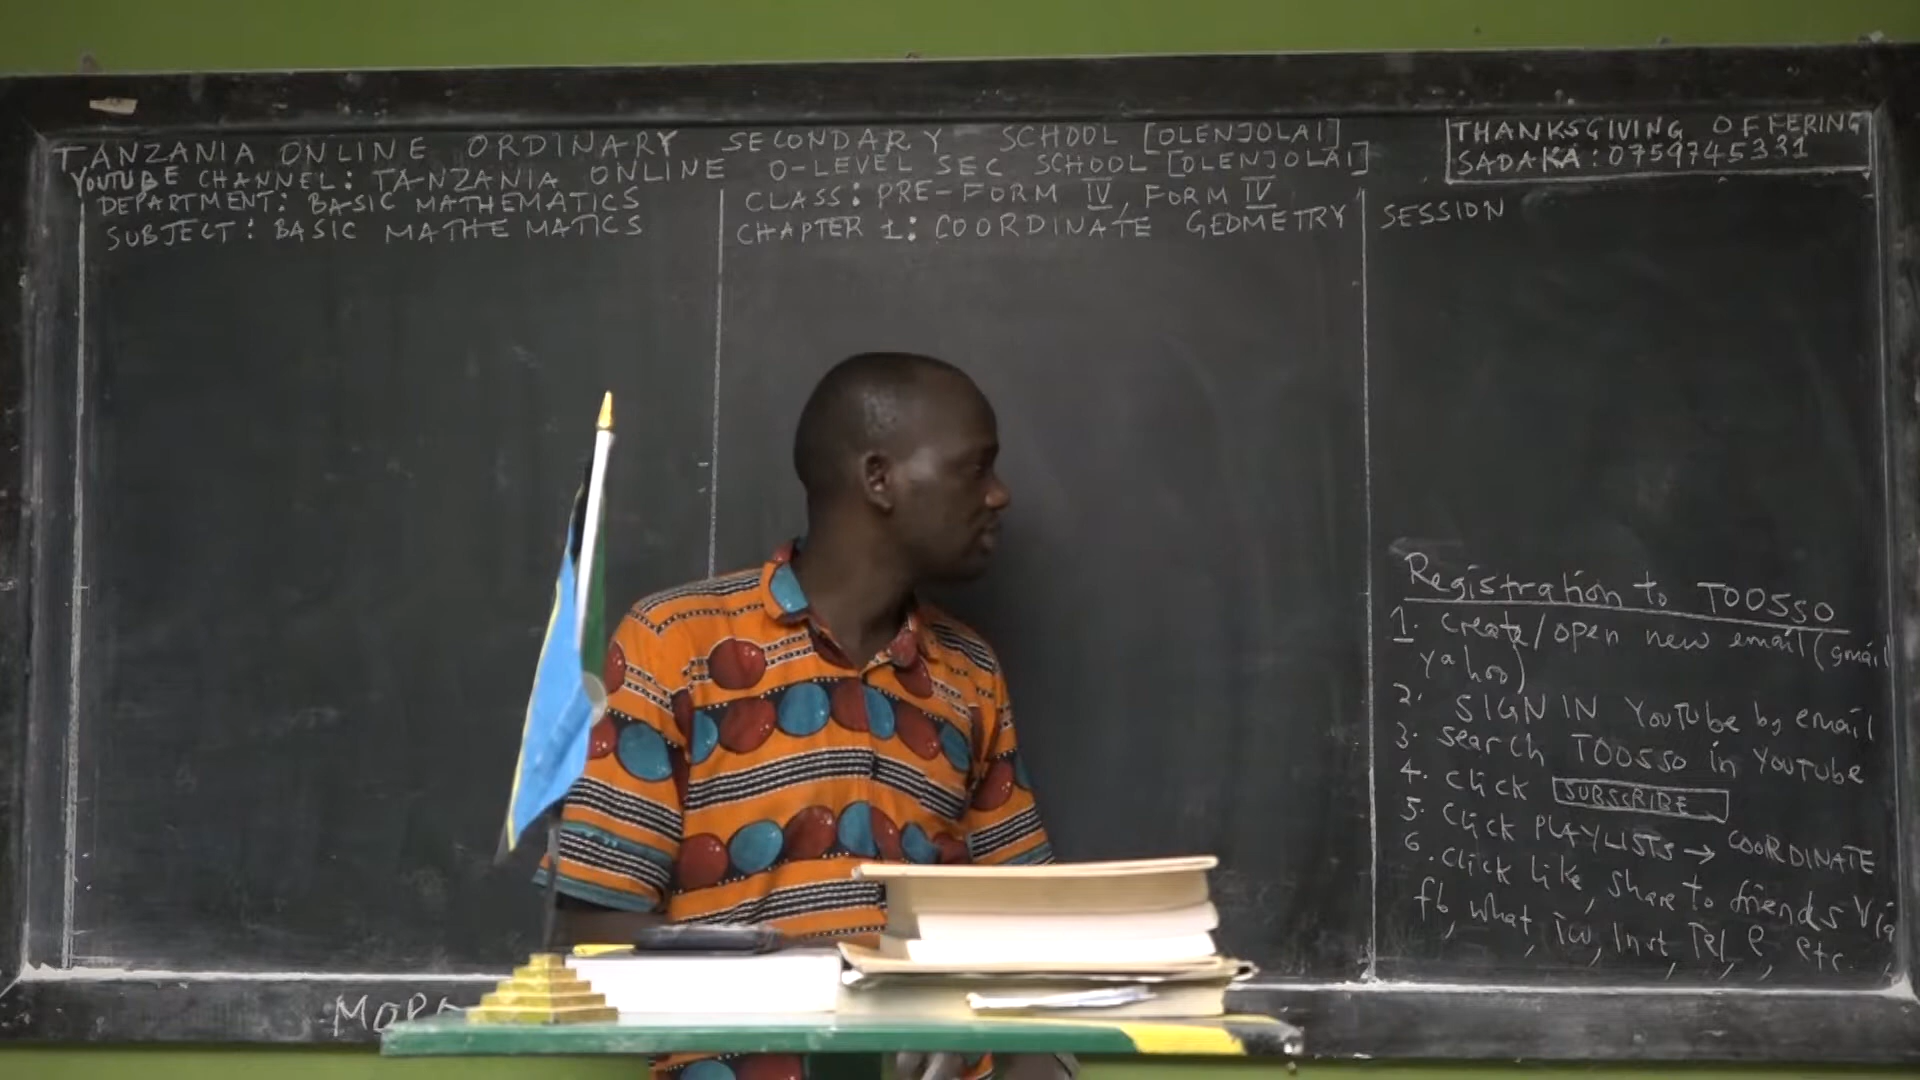 TANZANIA ONLINE ORDINARY SECONDARY SCHOOL [OLENJOLAI]
YOUTUBE CHANNEL: TANZANIA ONLINE O-LEVEL SEC SCHOOL [OLENJOLAI]
DEPARTMENT: BASIC MATHEMATICS
SUBJECT: BASIC MATHEMATICS
CLASS: PRE-FORM IV, FORM IV
CHAPTER 1: COORDINATE GEOMETRY
THANKSGIVING OFFERING
SADAKA: 0759745331
SESSION
Registration to TOOSSO
1. create/open new email (gmail
yahoo)
2. SIGN IN YouTube by email
3. search TOOSSO in YouTube
4. click SUBSCRIBE
5. click PLAYLISTS → COORDINATE
6. click like, share to friends via
fb, what, Tw, Inst, Tel, e, etc.